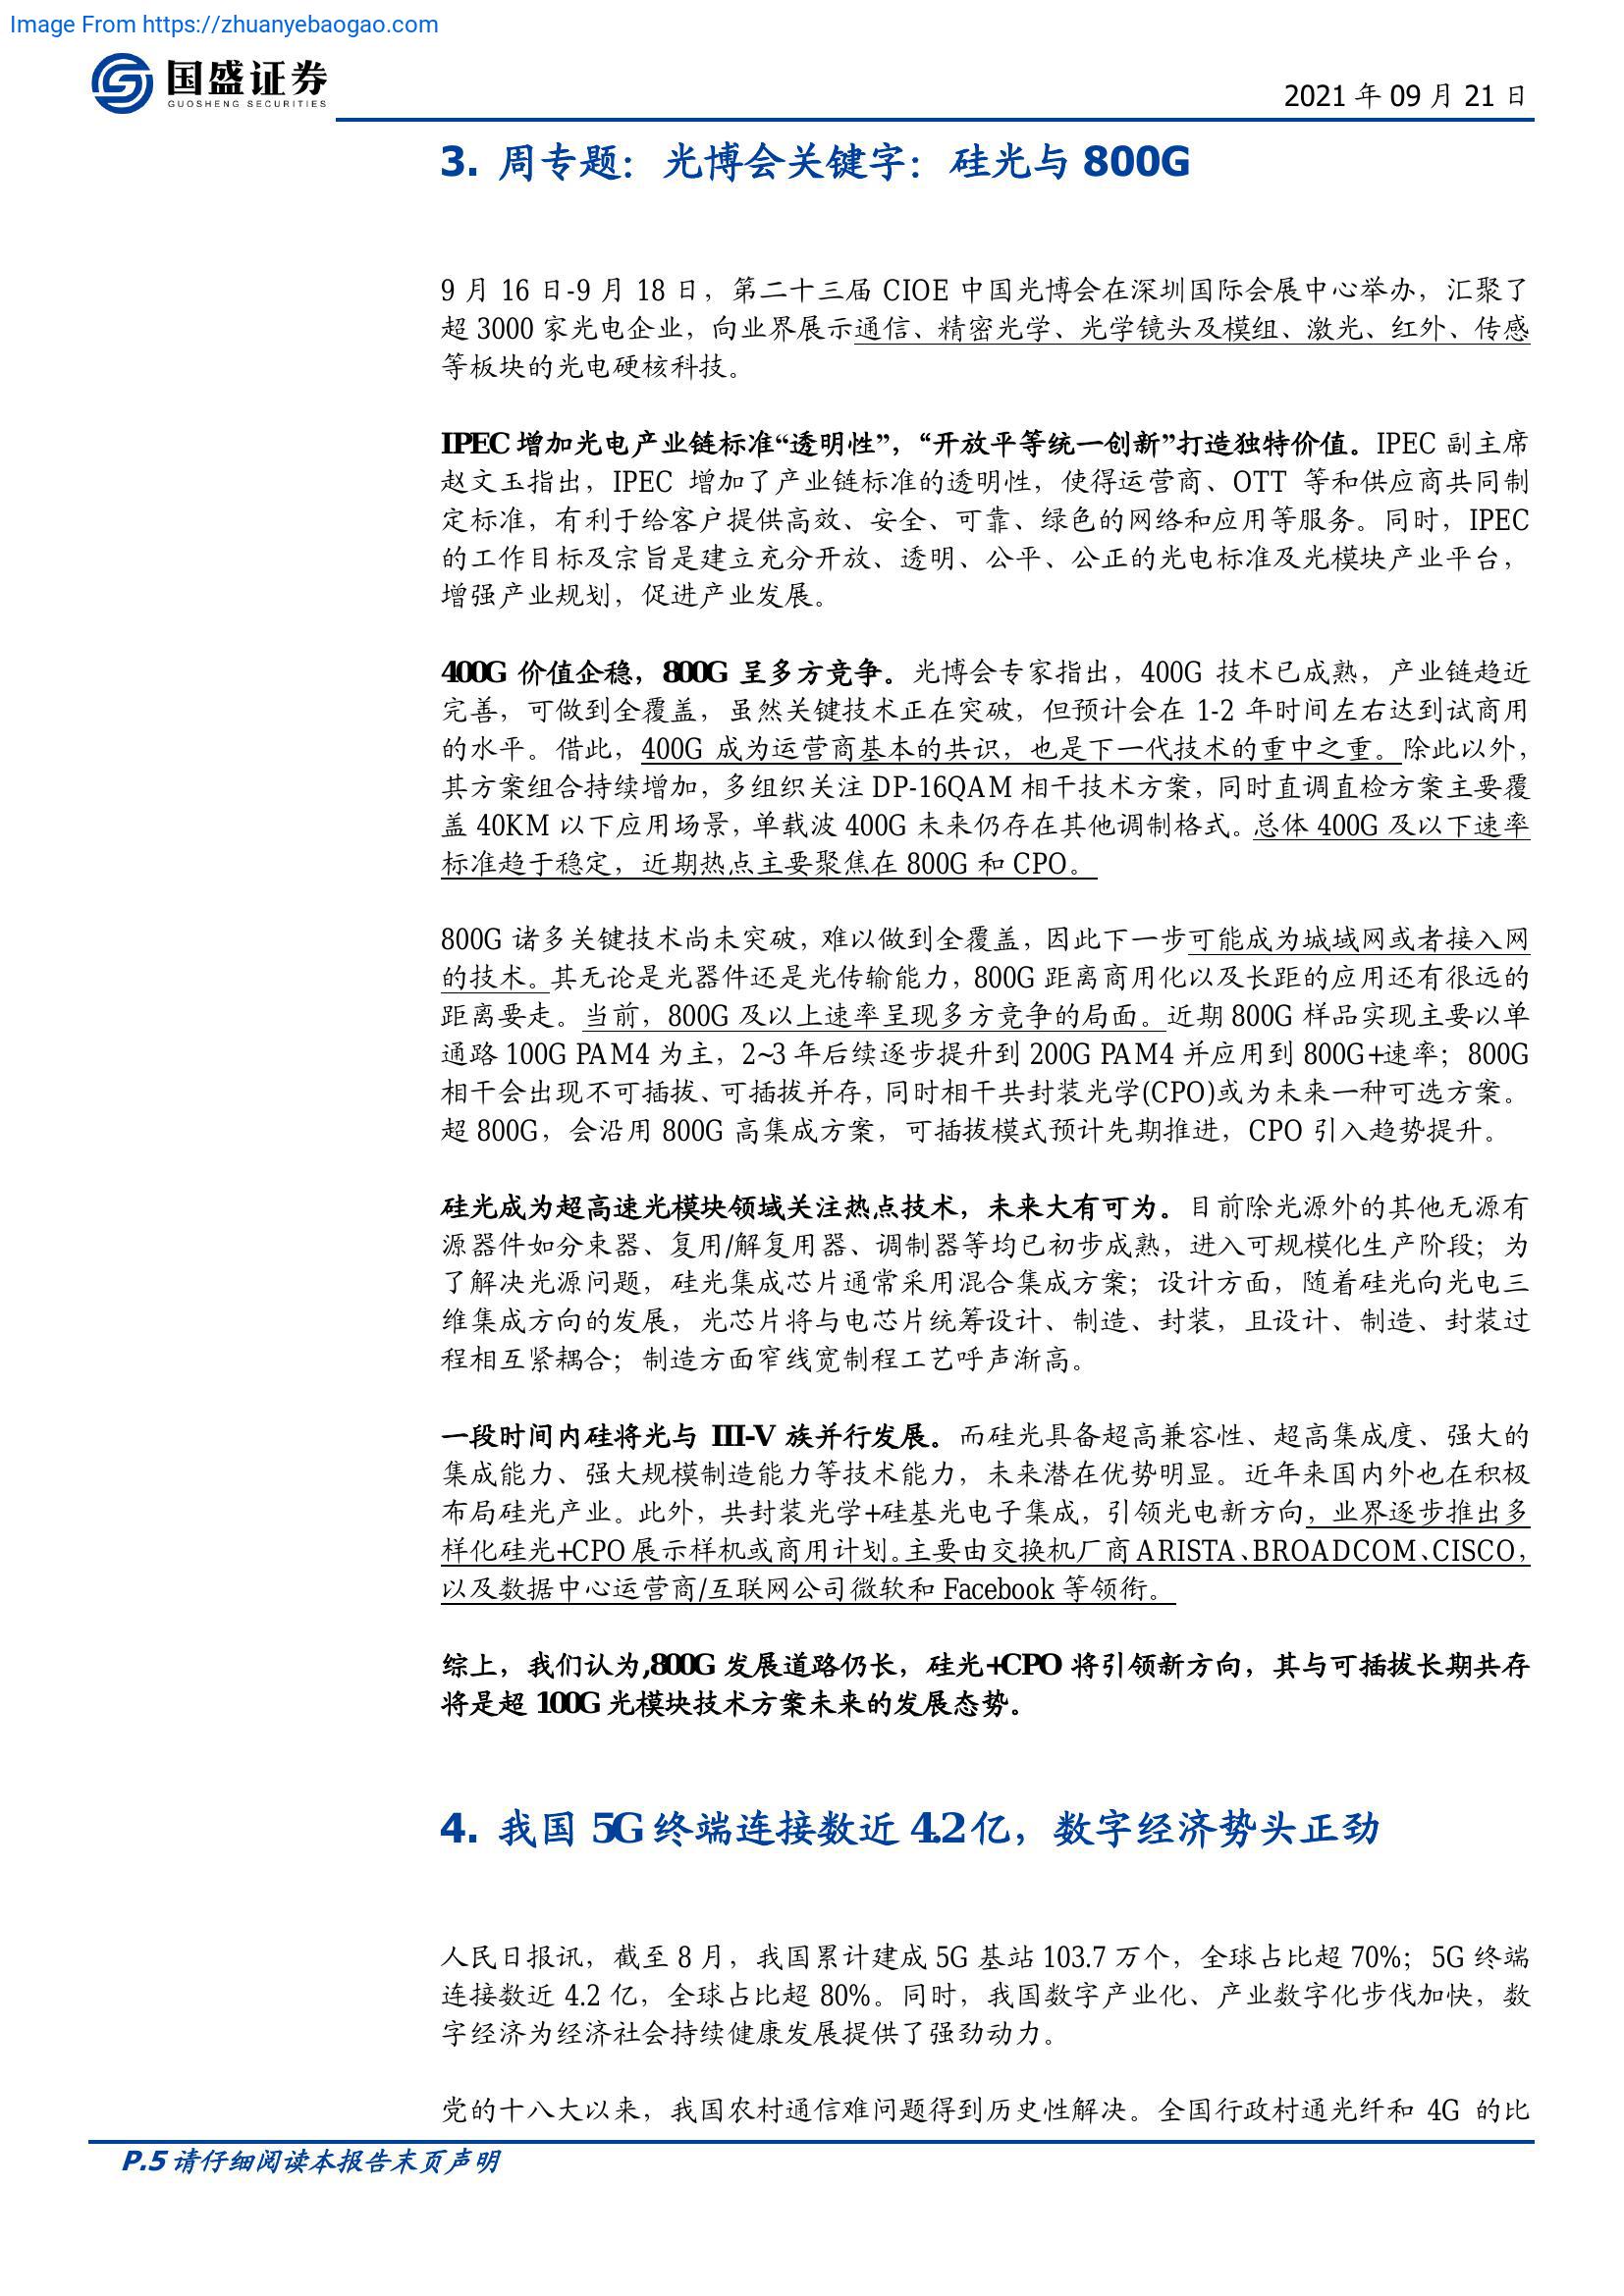 Image From https://zhuanyebaogao.com
国盛证券
GUOSHENG SECURITIES
2021 年 09 月 21 日
3. 周专题：光博会关键字：硅光与 800G
9 月 16 日-9 月 18 日，第二十三届 CIOE 中国光博会在深圳国际会展中心举办，汇聚了
超 3000 家光电企业，向业界展示通信、精密光学、光学镜头及模组、激光、红外、传感
等板块的光电硬核科技。
IPEC 增加光电产业链标准“透明性”，“开放平等统一创新”打造独特价值。IPEC 副主席
赵文玉指出，IPEC 增加了产业链标准的透明性，使得运营商、OTT 等和供应商共同制
定标准，有利于给客户提供高效、安全、可靠、绿色的网络和应用等服务。同时，IPEC
的工作目标及宗旨是建立充分开放、透明、公平、公正的光电标准及光模块产业平台，
增强产业规划，促进产业发展。
400G 价值企稳，800G 呈多方竞争。光博会专家指出，400G 技术已成熟，产业链趋近
完善，可做到全覆盖，虽然关键技术正在突破，但预计会在 1-2 年时间左右达到试商用
的水平。借此，400G 成为运营商基本的共识，也是下一代技术的重中之重。除此以外，
其方案组合持续增加，多组织关注 DP-16QAM 相干技术方案，同时直调直检方案主要覆
盖 40KM 以下应用场景，单载波 400G 未来仍存在其他调制格式。总体 400G 及以下速率
标准趋于稳定，近期热点主要聚焦在 800G 和 CPO。
800G 诸多关键技术尚未突破，难以做到全覆盖，因此下一步可能成为城域网或者接入网
的技术。其无论是光器件还是光传输能力，800G 距离商用化以及长距的应用还有很远的
距离要走。当前，800G 及以上速率呈现多方竞争的局面。近期 800G 样品实现主要以单
通路 100G PAM4 为主，2~3 年后续逐步提升到 200G PAM4 并应用到 800G+速率；800G
相干会出现不可插拔、可插拔并存，同时相干共封装光学(CPO)或为未来一种可选方案。
超 800G，会沿用 800G 高集成方案，可插拔模式预计先期推进，CPO 引入趋势提升。
硅光成为超高速光模块领域关注热点技术，未来大有可为。目前除光源外的其他无源有
源器件如分束器、复用/解复用器、调制器等均已初步成熟，进入可规模化生产阶段；为
了解决光源问题，硅光集成芯片通常采用混合集成方案；设计方面，随着硅光向光电三
维集成方向的发展，光芯片将与电芯片统筹设计、制造、封装，且设计、制造、封装过
程相互紧耦合；制造方面窄线宽制程工艺呼声渐高。
一段时间内硅将光与 III-V 族并行发展。而硅光具备超高兼容性、超高集成度、强大的
集成能力、强大规模制造能力等技术能力，未来潜在优势明显。近年来国内外也在积极
布局硅光产业。此外，共封装光学+硅基光电子集成，引领光电新方向，业界逐步推出多
样化硅光+CPO 展示样机或商用计划。主要由交换机厂商 ARISTA、BROADCOM、CISCO，
以及数据中心运营商/互联网公司微软和 Facebook 等领衔。
综上，我们认为,800G 发展道路仍长，硅光+CPO 将引领新方向，其与可插拔长期共存
将是超 100G 光模块技术方案未来的发展态势。
4. 我国 5G 终端连接数近 4.2 亿，数字经济势头正劲
人民日报讯，截至 8 月，我国累计建成 5G 基站 103.7 万个，全球占比超 70%；5G 终端
连接数近 4.2 亿，全球占比超 80%。同时，我国数字产业化、产业数字化步伐加快，数
字经济为经济社会持续健康发展提供了强劲动力。
党的十八大以来，我国农村通信难问题得到历史性解决。全国行政村通光纤和 4G 的比
P.5 请仔细阅读本报告末页声明